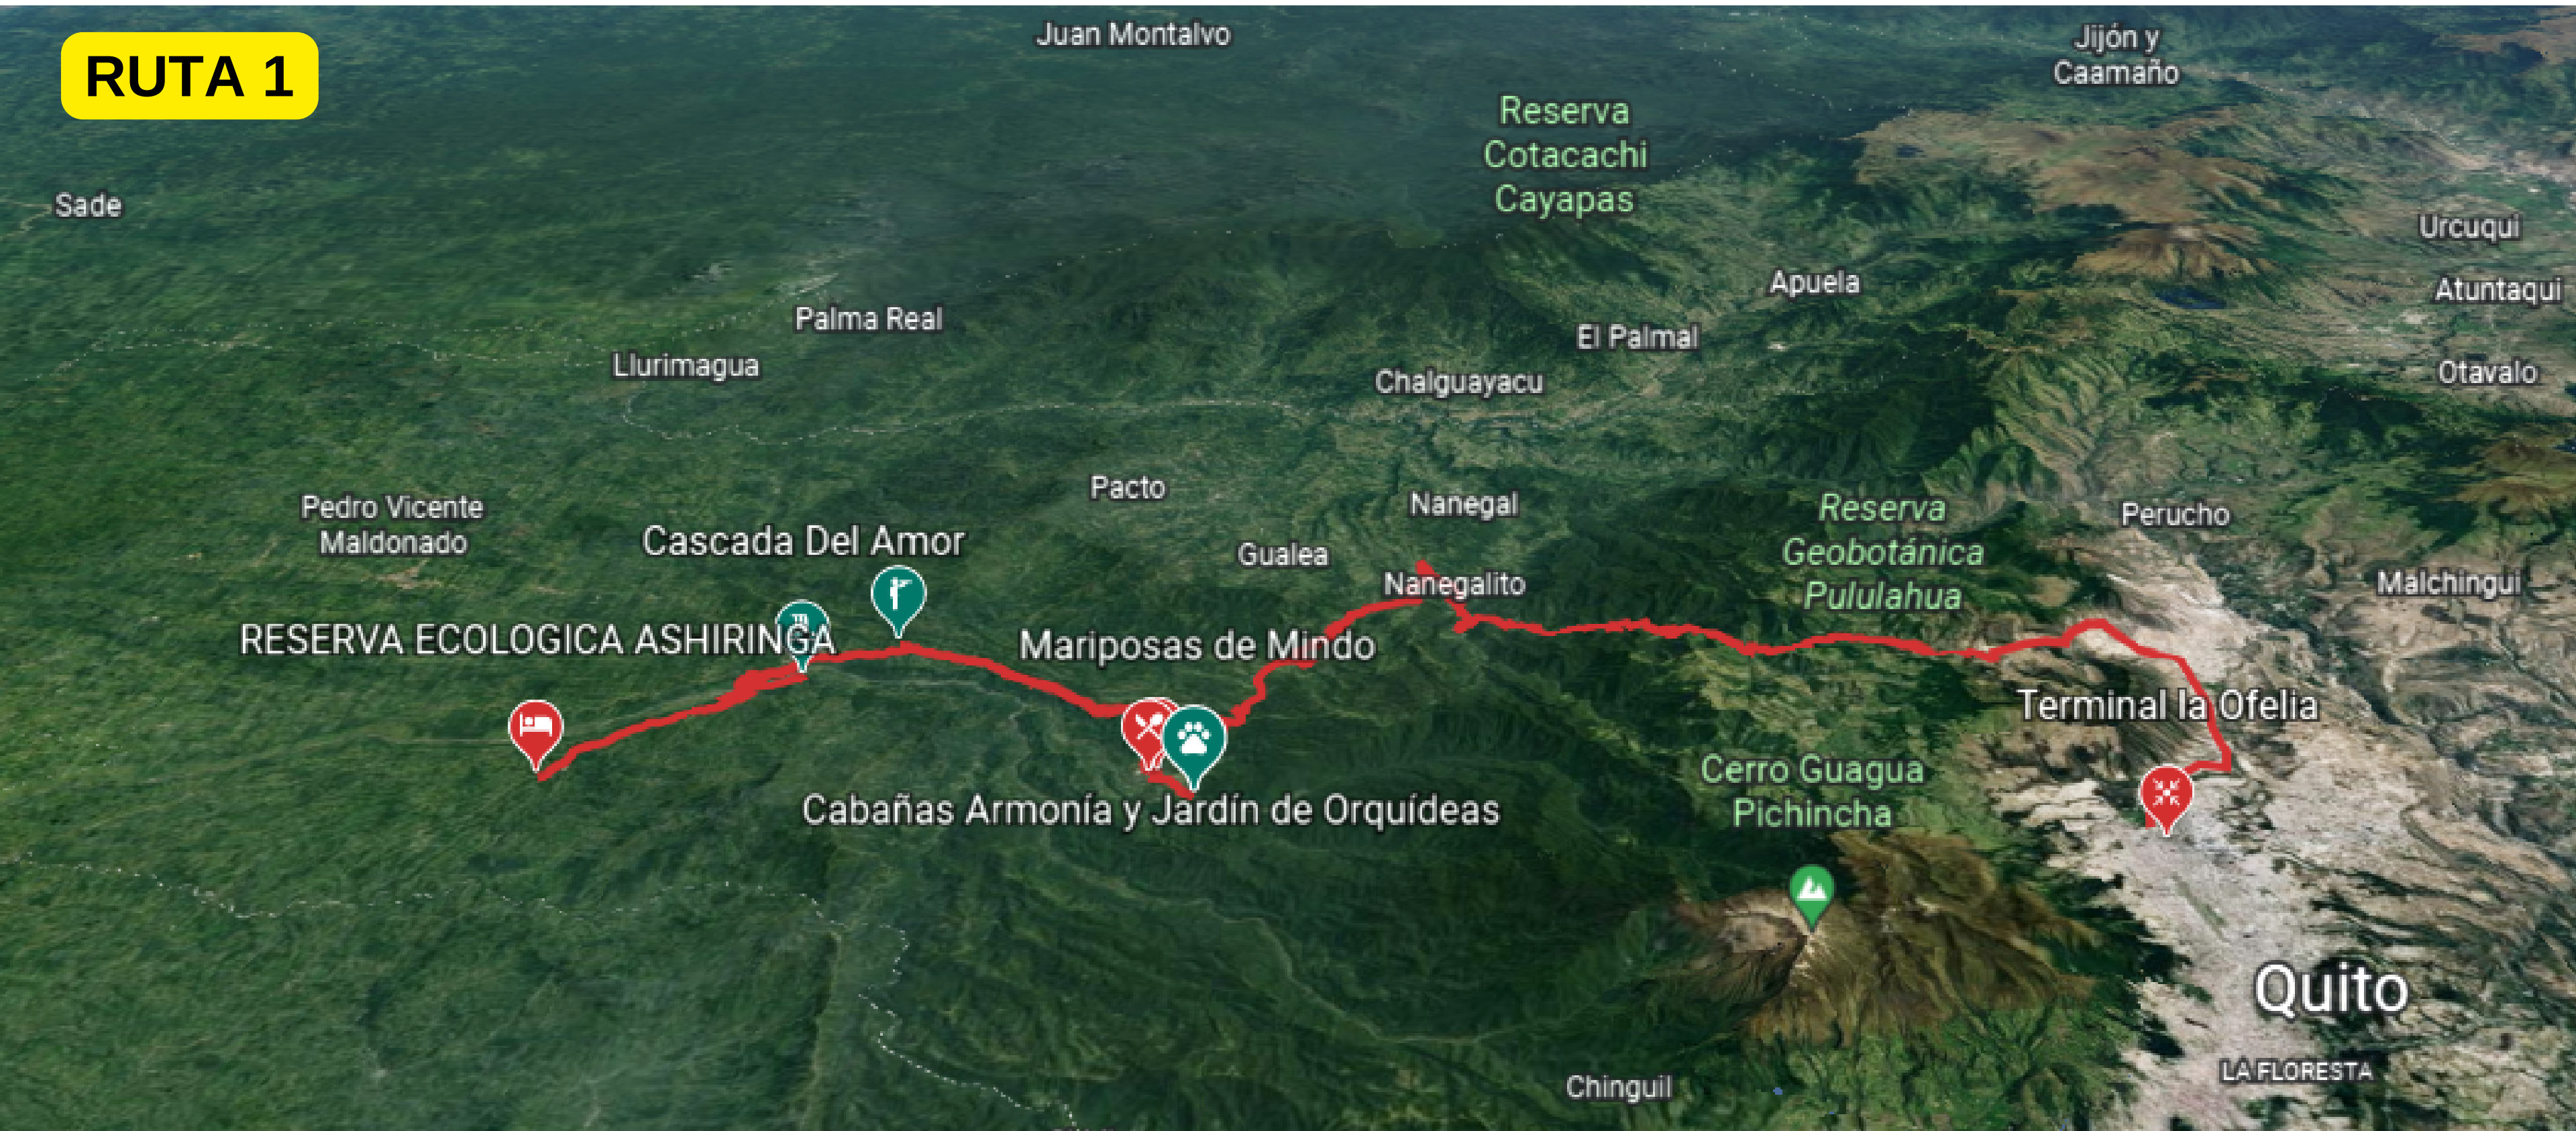 RUTA 1
Juan Montalvo
Jijón y
Caamaño
Reserva
Cotacachi
Cayapas
Sade
Urcuqui
Apuela
Atuntaqui
Palma Real
El Palmal
Llurimagua
Chalguayacu
Otavalo
Pacto
Nanegal
Pedro Vicente
Maldonado
Reserva
Geobotánica
Pululahua
Perucho
Cascada Del Amor
Gualea
Nanegalito
Malchingui
RESERVA ECOLOGICA ASHIRINGA
Mariposas de Mindo
Terminal la Ofelia
Cabañas Armonía y Jardín de Orquídeas
Cerro Guagua
Pichincha
Quito
LA FLORESTA
Chinguil